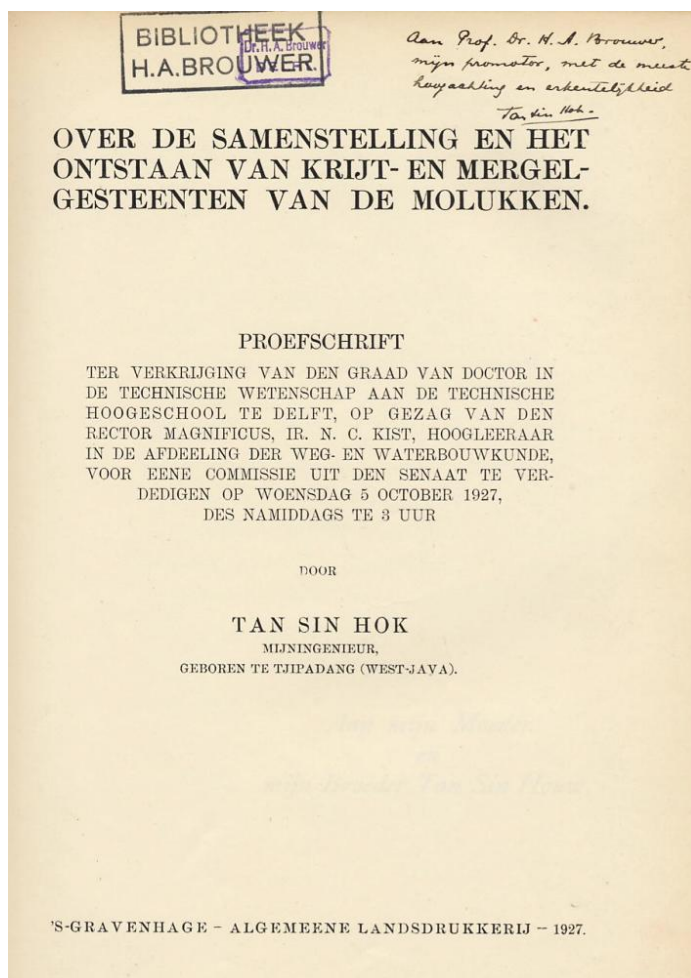 BIBLIOTHEEK
H.A.BROUWER
Dr. H. A. Brouwer
Aan Prof. Dr. H. A. Brouwer,
mijn promotor, met de meeste
hoogachting en erkentelijkheid
Tan Sin Hok.
OVER DE SAMENSTELLING EN HET
ONTSTAAN VAN KRIJT- EN MERGEL-
GESTEENTEN VAN DE MOLUKKEN.
PROEFSCHRIFT
TER VERKRIJGING VAN DEN GRAAD VAN DOCTOR IN
DE TECHNISCHE WETENSCHAP AAN DE TECHNISCHE
HOOGESCHOOL TE DELFT, OP GEZAG VAN DEN
RECTOR MAGNIFICUS, IR. N. C. KIST, HOOGLEERAAR
IN DE AFDEELING DER WEG- EN WATERBOUWKUNDE,
VOOR EENE COMMISSIE UIT DEN SENAAT TE VER-
DEDIGEN OP WOENSDAG 5 OCTOBER 1927,
DES NAMIDDAGS TE 3 UUR
DOOR
TAN SIN HOK
MIJNINGENIEUR,
GEBOREN TE TJIPADANG (WEST-JAVA).
'S-GRAVENHAGE – ALGEMEENE LANDSDRUKKERIJ – 1927.